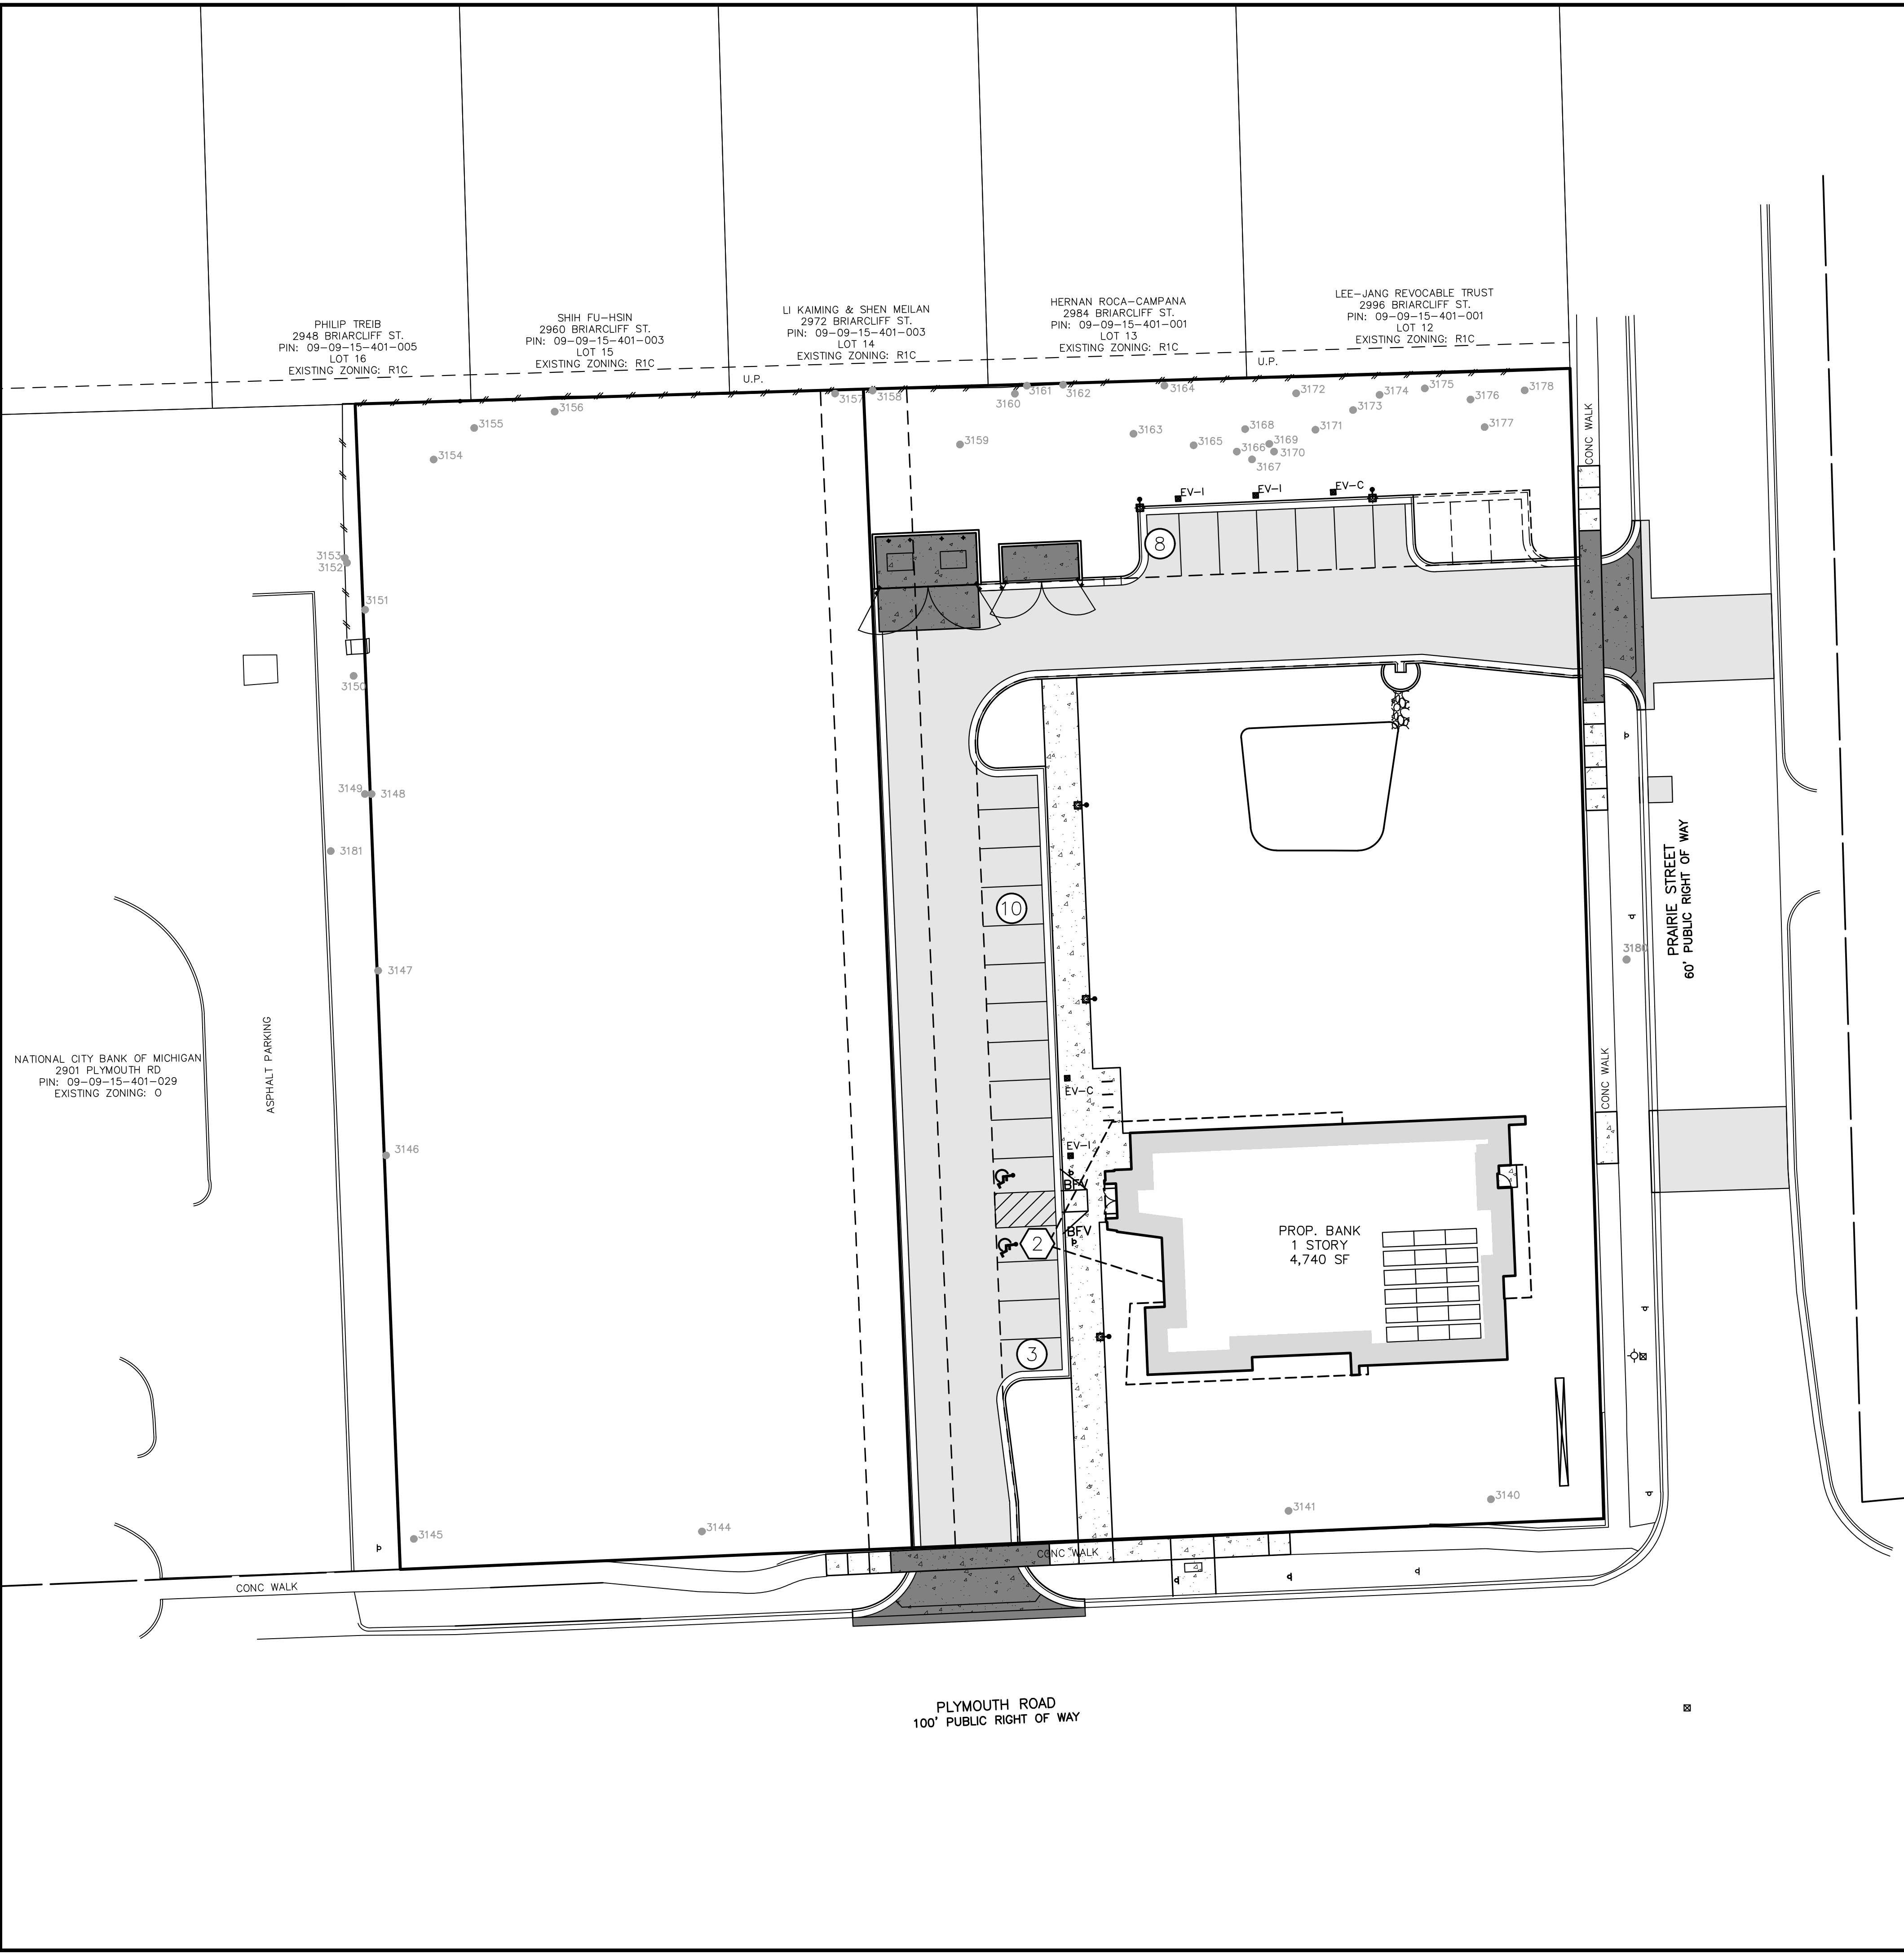 PHILIP TREIB
2948 BRIARCLIFF ST.
PIN: 09-09-15-401-005
LOT 16
EXISTING ZONING: R1C
SHIH FU-HSIN
2960 BRIARCLIFF ST.
PIN: 09-09-15-401-003
LOT 15
EXISTING ZONING: R1C
LI KAIMING & SHEN MEILAN
2972 BRIARCLIFF ST.
PIN: 09-09-15-401-003
LOT 14
EXISTING ZONING: R1C
HERNAN ROCA-CAMPANA
2984 BRIARCLIFF ST.
PIN: 09-09-15-401-001
LOT 13
EXISTING ZONING: R1C
LEE-JANG REVOCABLE TRUST
2996 BRIARCLIFF ST.
PIN: 09-09-15-401-001
LOT 12
EXISTING ZONING: R1C
U.P.
U.P.
3154
3155
3156
3157
3158
3159
3160
3161
3162
3163
3164
3165
3166
3167
3168
3169
3170
3171
3172
3173
3174
3175
3176
3177
3178
CONC WALK
EV-I
EV-I
EV-C
8
3153
3152
3151
3150
3149
3148
3181
3147
3146
10
PRAIRIE STREET
60' PUBLIC RIGHT OF WAY
3180
CONC WALK
NATIONAL CITY BANK OF MICHIGAN
2901 PLYMOUTH RD
PIN: 09-09-15-401-029
EXISTING ZONING: O
ASPHALT PARKING
EV-C
EV-I
BFV
BFV
2
PROP. BANK
1 STORY
4,740 SF
3
3145
3144
3141
3140
CONC WALK
CONC WALK
PLYMOUTH ROAD
100' PUBLIC RIGHT OF WAY